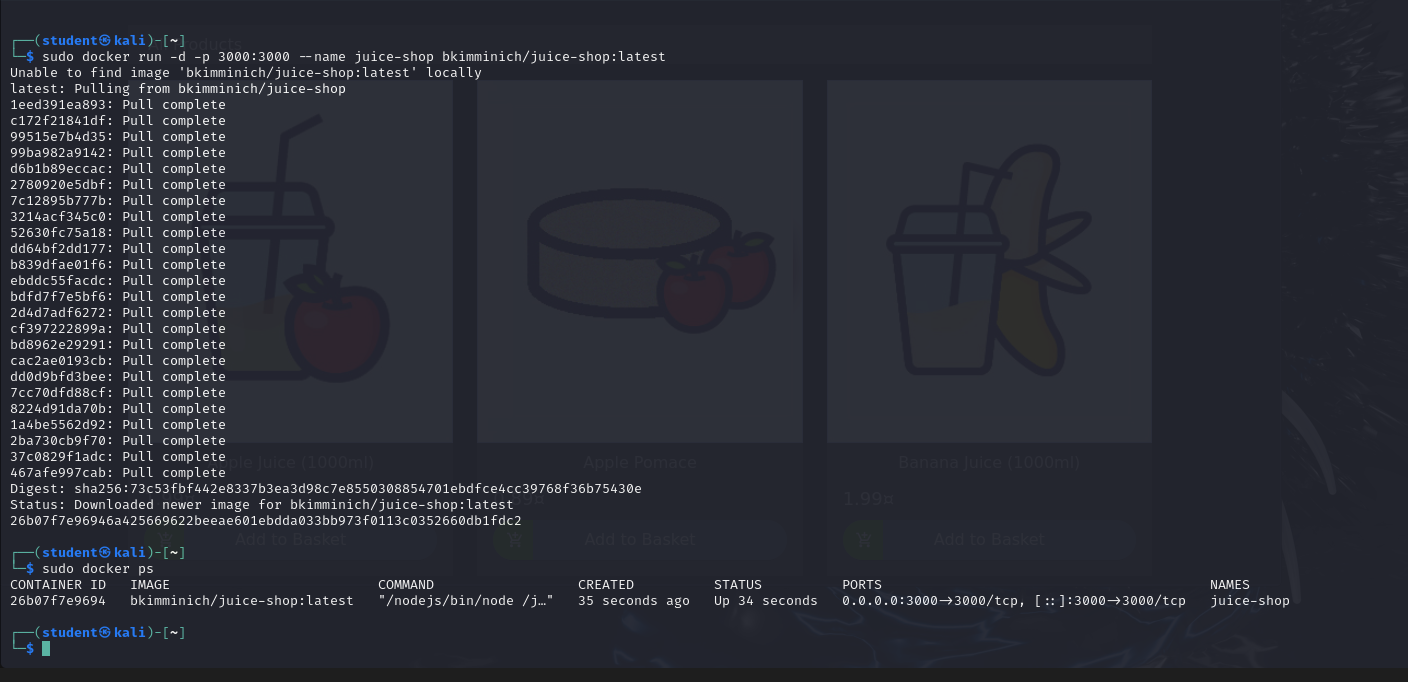 ┌──(student㉿kali)-[~]
└─$ sudo docker run -d -p 3000:3000 --name juice-shop bkimminich/juice-shop:latest
Unable to find image 'bkimminich/juice-shop:latest' locally
latest: Pulling from bkimminich/juice-shop
1eed391ea893: Pull complete
c172f21841df: Pull complete
99515e7b4d35: Pull complete
99ba982a9142: Pull complete
d6b1b89eccac: Pull complete
2780920e5dbf: Pull complete
7c12895b777b: Pull complete
3214acf345c0: Pull complete
52630fc75a18: Pull complete
dd64bf2dd177: Pull complete
b839dfae01f6: Pull complete
ebddc55facdc: Pull complete
bdfd7f7e5bf6: Pull complete
2d4d7adf6272: Pull complete
cf397222899a: Pull complete
bd8962e29291: Pull complete
cac2ae0193cb: Pull complete
dd0d9bfd3bee: Pull complete
7cc70dfd88cf: Pull complete
8224d91da70b: Pull complete
1a4be5562d92: Pull complete
2ba730cb9f70: Pull complete
37c0829f1adc: Pull complete
467afe997cab: Pull complete
Digest: sha256:73c53fbf442e8337b3ea3d98c7e8550308854701ebdfce4cc39768f36b75430e
Status: Downloaded newer image for bkimminich/juice-shop:latest
26b07f7e96946a425669622beeae601ebdda033bb973f0113c0352660db1fdc2
┌──(student㉿kali)-[~]
└─$ sudo docker ps
CONTAINER ID   IMAGE                          COMMAND                  CREATED          STATUS          PORTS                                         NAMES
26b07f7e9694   bkimminich/juice-shop:latest   "/nodejs/bin/node /j…"   35 seconds ago   Up 34 seconds   0.0.0.0:3000->3000/tcp, [::]:3000->3000/tcp   juice-shop
┌──(student㉿kali)-[~]
└─$
Juice (1000ml) Apple Pomace Banana Juice (1000ml)
1.99¤
Add to Basket Add to Basket Add to Basket